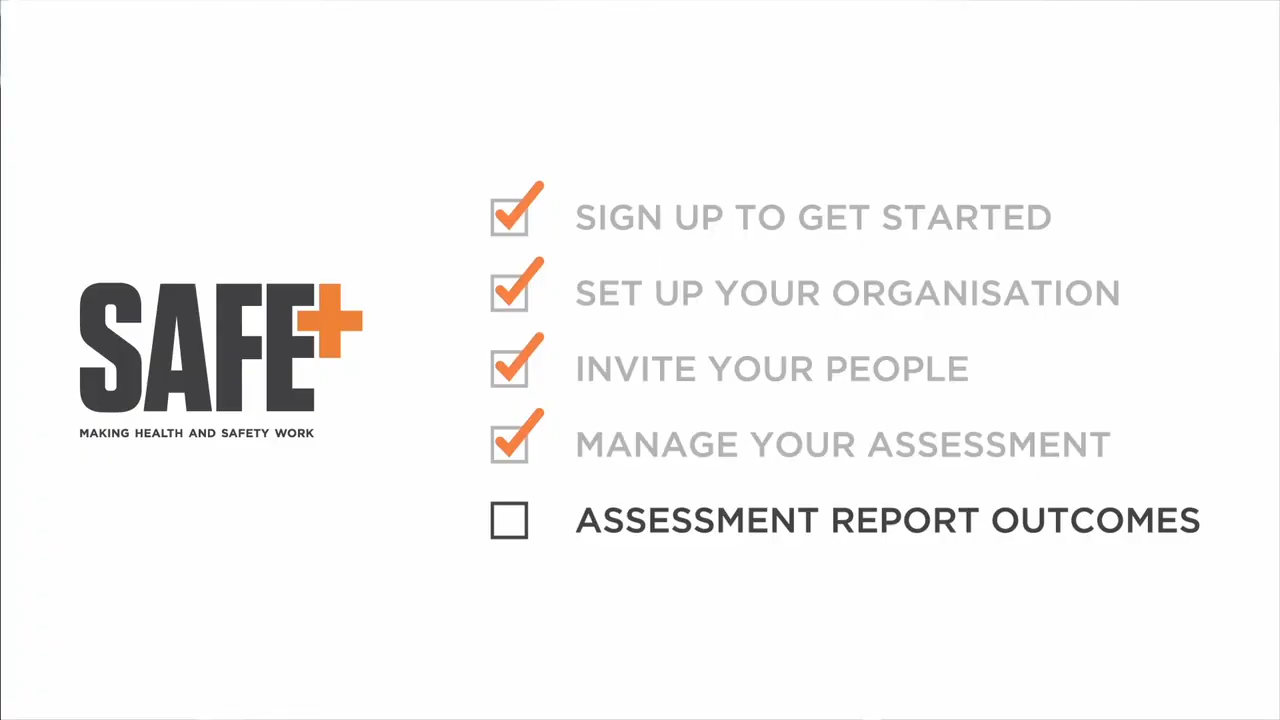 SAFE+
MAKING HEALTH AND SAFETY WORK
SIGN UP TO GET STARTED
SET UP YOUR ORGANISATION
INVITE YOUR PEOPLE
MANAGE YOUR ASSESSMENT
ASSESSMENT REPORT OUTCOMES